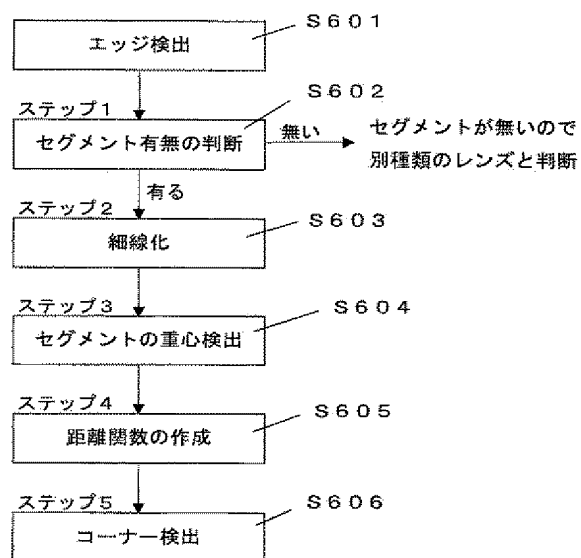 エッジ検出
S601
ステップ1
S602
セグメント有無の判断
無い
セグメントが無いので
別種類のレンズと判断
有る
ステップ2
S603
細線化
ステップ3
S604
セグメントの重心検出
ステップ4
S605
距離関数の作成
ステップ5
S606
コーナー検出